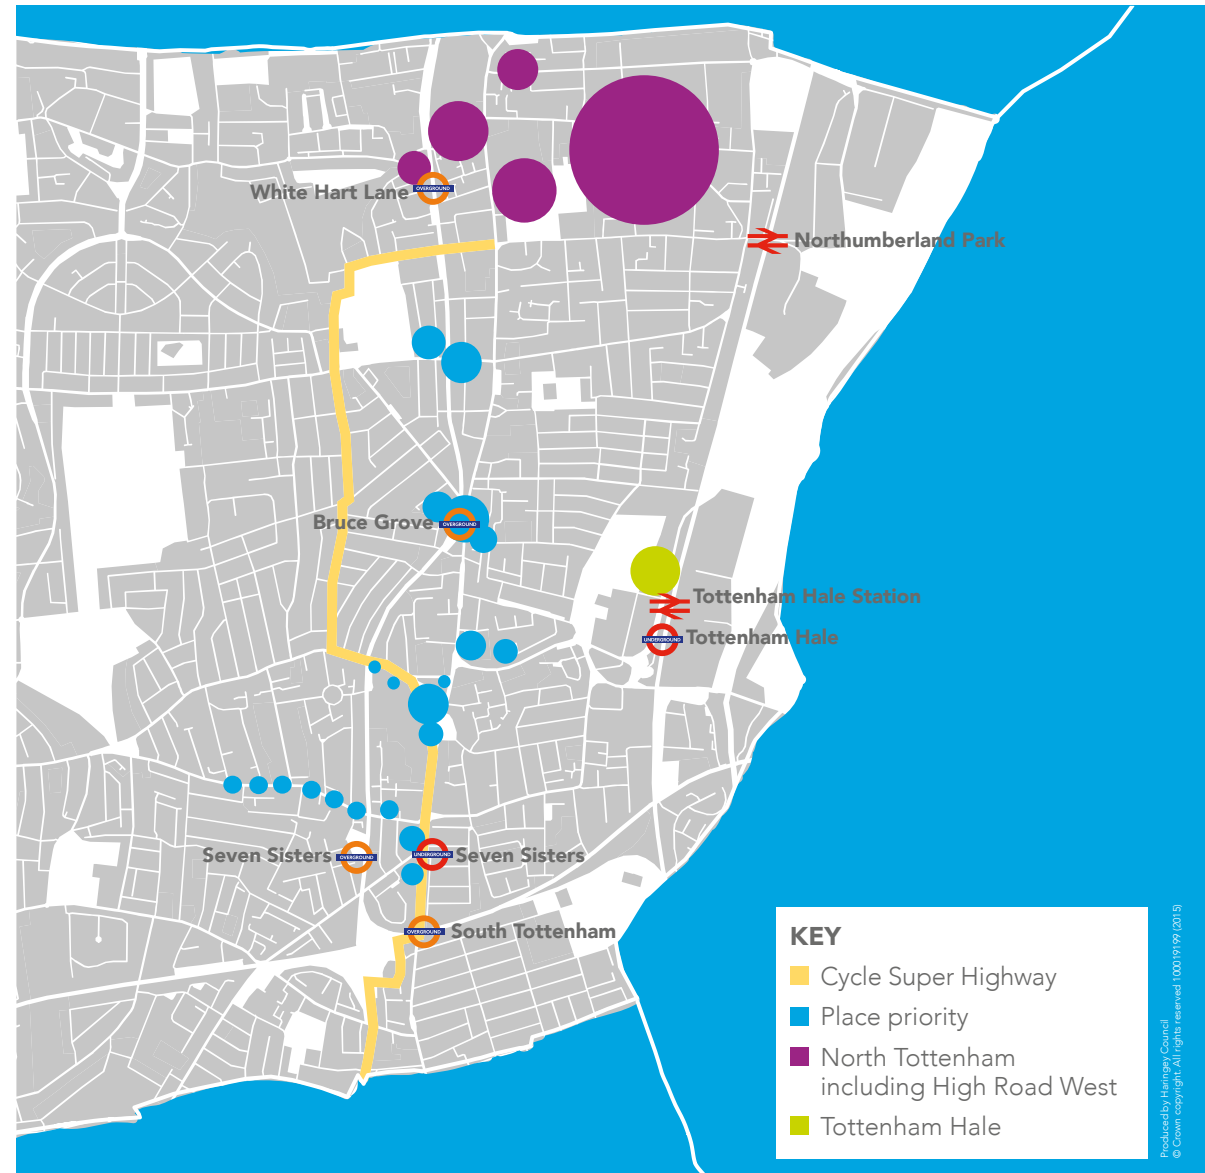 White Hart Lane
OVERGROUND
Northumberland Park
Bruce Grove
OVERGROUND
Tottenham Hale Station
UNDERGROUND
Tottenham Hale
Seven Sisters
OVERGROUND
UNDERGROUND
Seven Sisters
OVERGROUND
South Tottenham
KEY
Cycle Super Highway
Place priority
North Tottenham
including High Road West
Tottenham Hale
Produced by Haringey Council
© Crown copyright. All rights reserved 100019199 (2015)